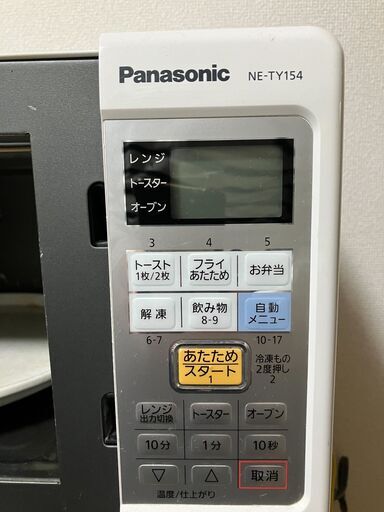 Panasonic NE-TY154
レンジ
トースター
オーブン
3 4 5
トースト 1枚/2枚
フライ あたため
お弁当
解凍
飲み物 8-9
自動 メニュー
6-7 10-17
あたため スタート 1
冷凍もの 2度押し 2
レンジ 出力切換
トースター
オーブン
10分 1分 10秒
▽ △ 取消
温度/仕上がり